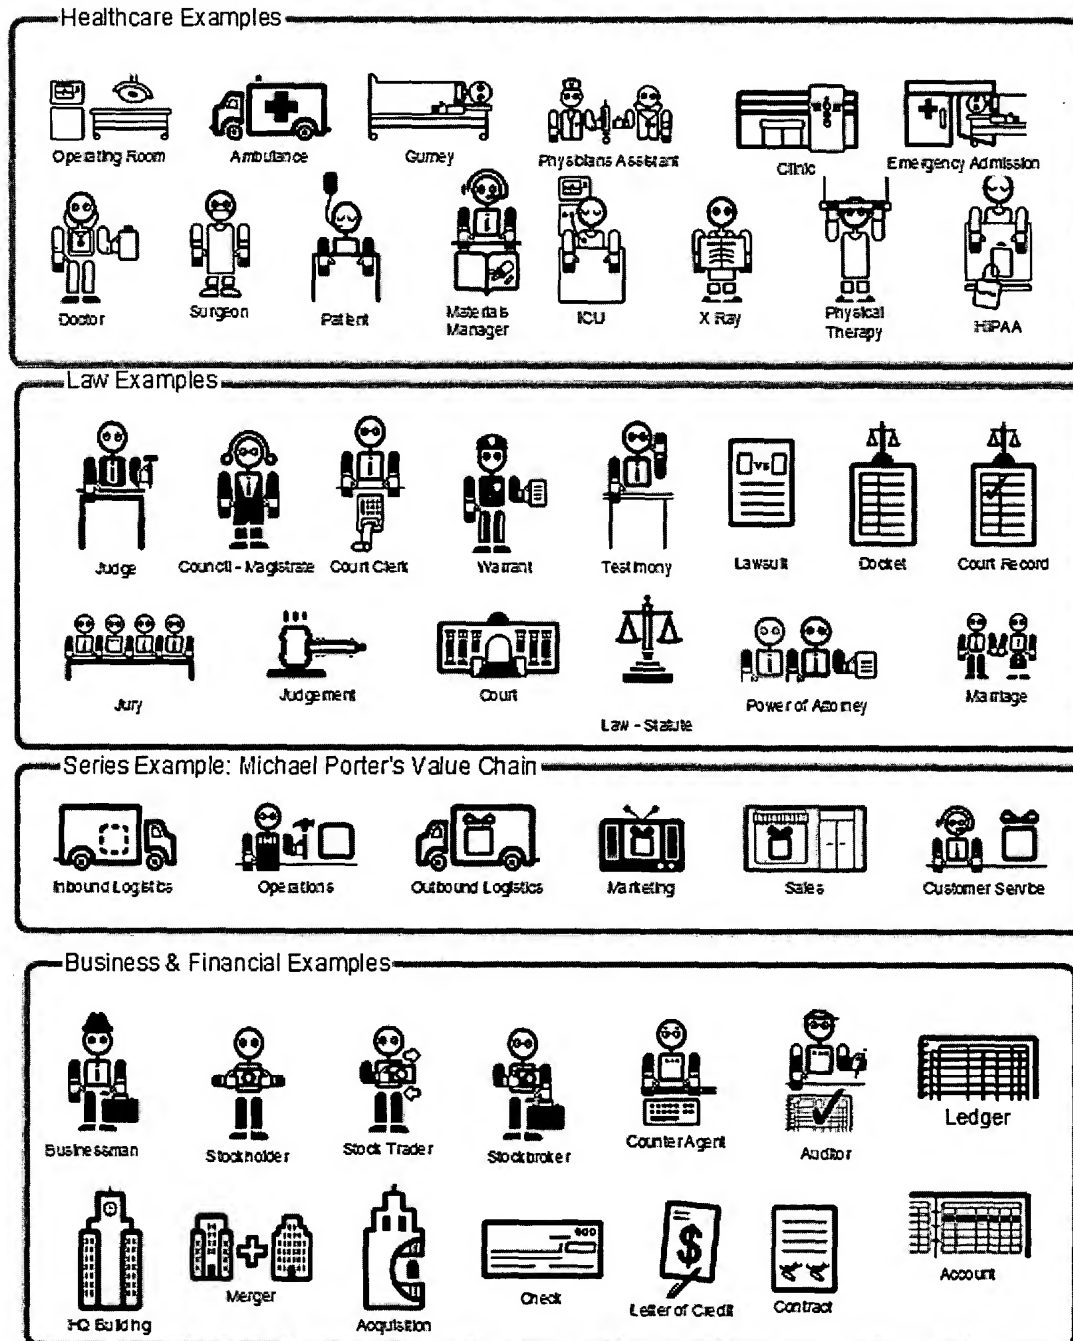 Healthcare Examples
Operating Room
Ambulance
Gurney
Physicians Assistant
Clinic
Emergency Admission
Doctor
Surgeon
Patient
Materials
Manager
ICU
X Ray
Physical
Therapy
HIPAA
Law Examples
Judge
Council - Magistrate
Court Clerk
Warrant
Testimony
VS
Lawsuit
Docket
Court Record
Jury
Judgement
Court
Law - Statute
Power of Attorney
Marriage
Series Example: Michael Porter's Value Chain
Inbound Logistics
Operations
Outbound Logistics
Marketing
Sales
Customer Service
Business & Financial Examples
Businessman
Stockholder
Stock Trader
Stockbroker
Counter Agent
Auditor
Ledger
HQ Building
Merger
Acquisition
Check
$
Letter of Credit
Contract
Account